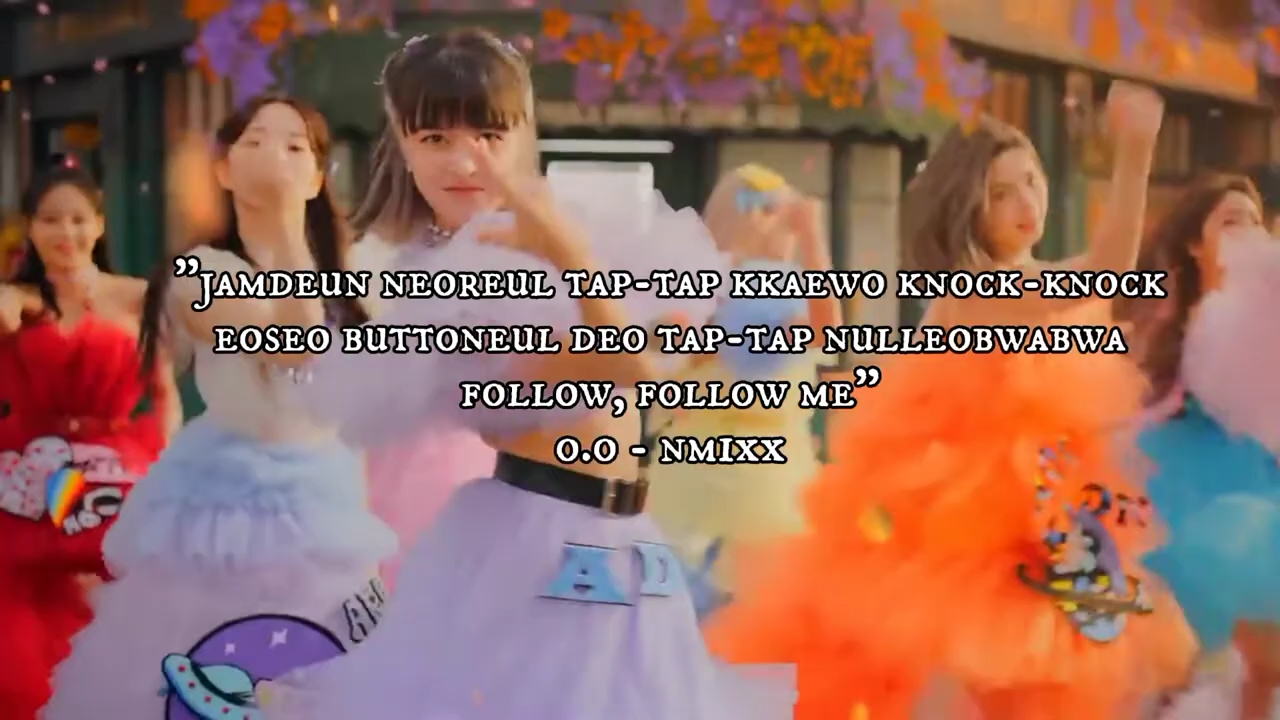 "JAMDEUN NEOREUL TAP-TAP KKAEWO KNOCK-KNOCK
EOSEO BUTTONEUL DEO TAP-TAP NULLEOBWABWA
FOLLOW, FOLLOW ME"
O.O - NMIXX
A D